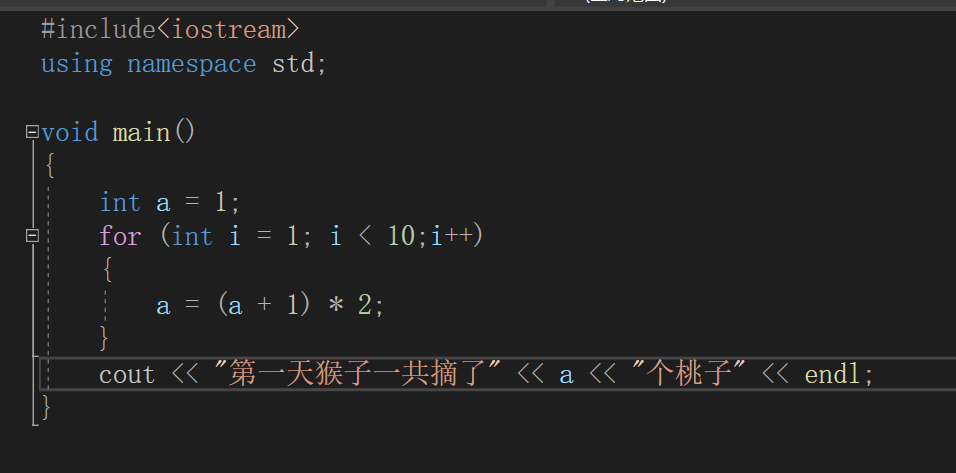 #include<iostream>
using namespace std;
void main()
{
int a = 1;
for (int i = 1; i < 10;i++)
{
a = (a + 1) * 2;
}
cout << "第一天猴子一共摘了" << a << "个桃子" << endl;
}